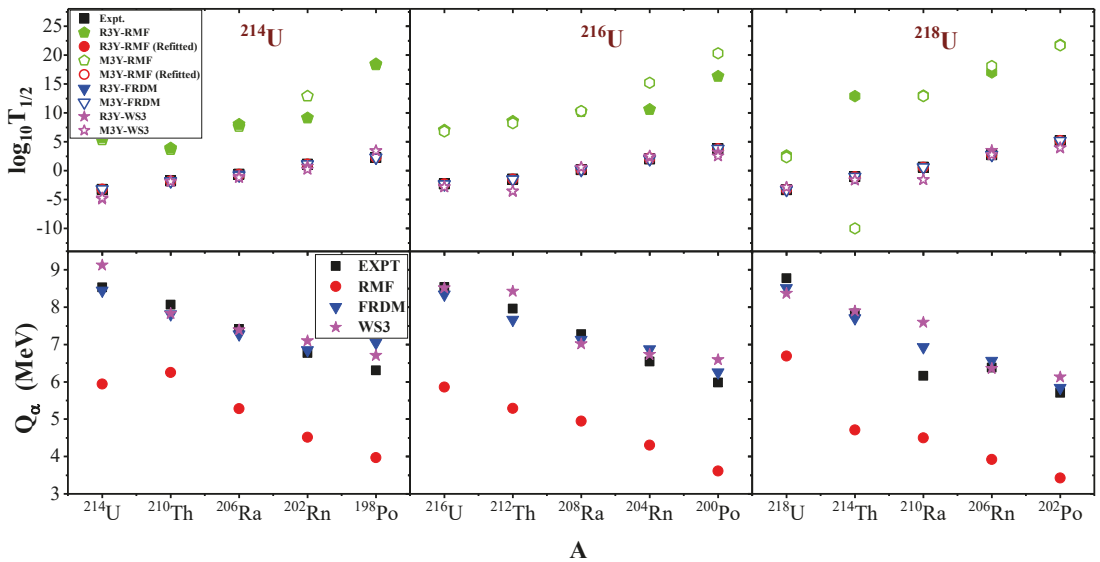 25
20
15
10
5
0
-5
-10
log₁₀T₁/₂
Expt.
R3Y-RMF
R3Y-RMF (Refitted)
M3Y-RMF
M3Y-RMF (Refitted)
R3Y-FRDM
M3Y-FRDM
R3Y-WS3
M3Y-WS3
²¹⁴U
²¹⁶U
²¹⁸U
9
8
7
6
5
4
3
Qα (MeV)
EXPT
RMF
FRDM
WS3
²¹⁴U ²¹⁰Th ²⁰⁶Ra ²⁰²Rn ¹⁹⁸Po ²¹⁶U ²¹²Th ²⁰⁸Ra ²⁰⁴Rn ²⁰⁰Po ²¹⁸U ²¹⁴Th ²¹⁰Ra ²⁰⁶Rn ²⁰²Po
A